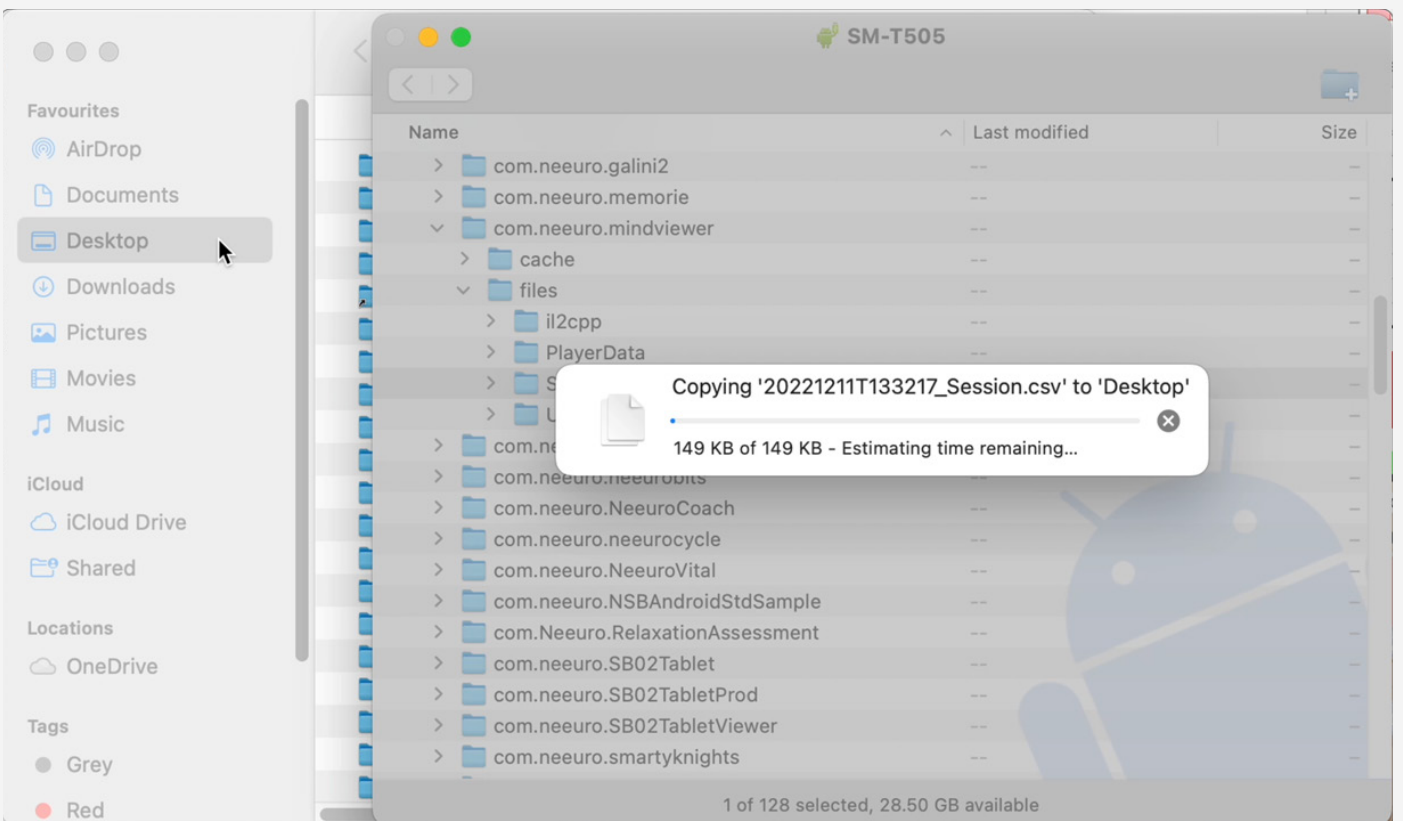 Favourites
AirDrop
Documents
Desktop
Downloads
Pictures
Movies
Music
iCloud
iCloud Drive
Shared
Locations
OneDrive
Tags
Grey
Red
SM-T505
Name Last modified Size
com.neeuro.galini2 -- --
com.neeuro.memorie -- --
com.neeuro.mindviewer -- --
cache -- --
files -- --
il2cpp -- --
PlayerData -- --
Copying '20221211T133217_Session.csv' to 'Desktop'
149 KB of 149 KB - Estimating time remaining...
com.neeuro.neeurobits -- --
com.neeuro.NeeuroCoach -- --
com.neeuro.neeurocycle -- --
com.neeuro.NeeuroVital -- --
com.neeuro.NSBAndroidStdSample -- --
com.Neeuro.RelaxationAssessment -- --
com.neeuro.SB02Tablet -- --
com.neeuro.SB02TabletProd -- --
com.neeuro.SB02TabletViewer -- --
com.neeuro.smartyknights -- --
1 of 128 selected, 28.50 GB available